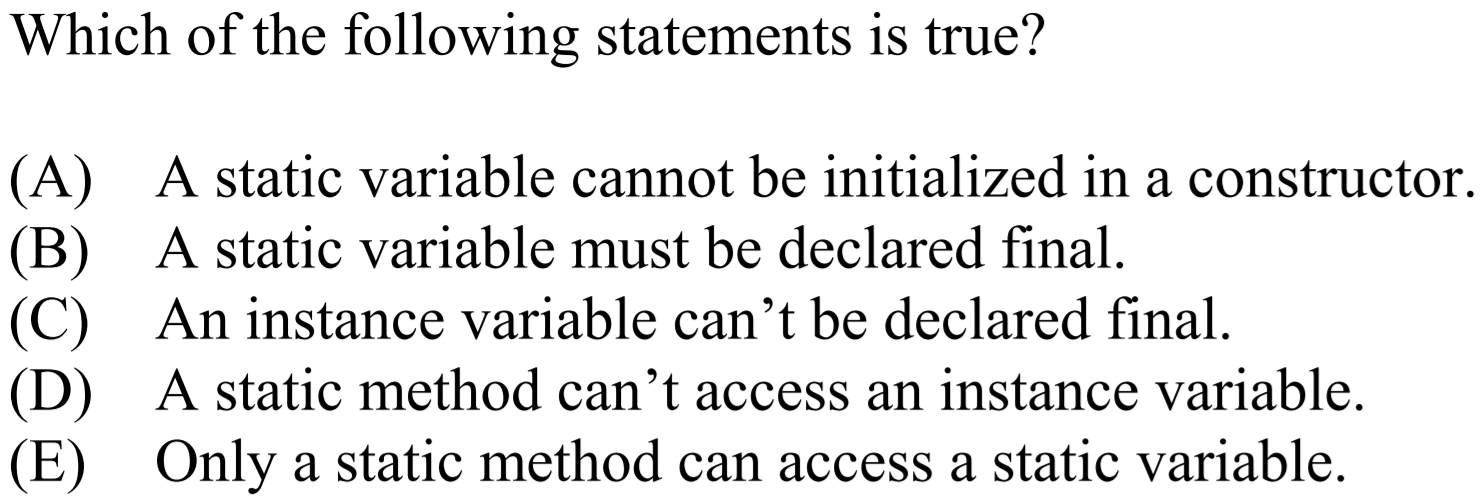 Which of the following statements is true?
(A) A static variable cannot be initialized in a constructor.
(B) A static variable must be declared final.
(C) An instance variable can’t be declared final.
(D) A static method can’t access an instance variable.
(E) Only a static method can access a static variable.